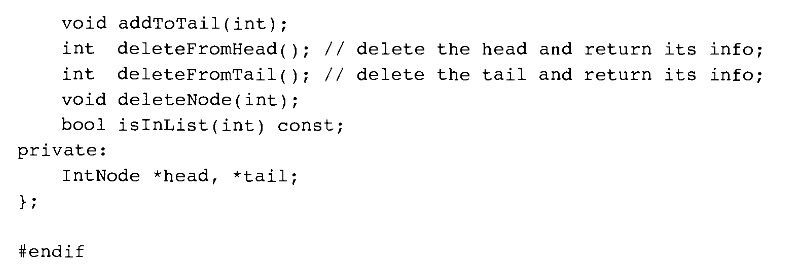 void addToTail(int);
int deleteFromHead(); // delete the head and return its info;
int deleteFromTail(); // delete the tail and return its info;
void deleteNode(int);
bool isInList(int) const;
private:
IntNode *head, *tail;
};
#endif